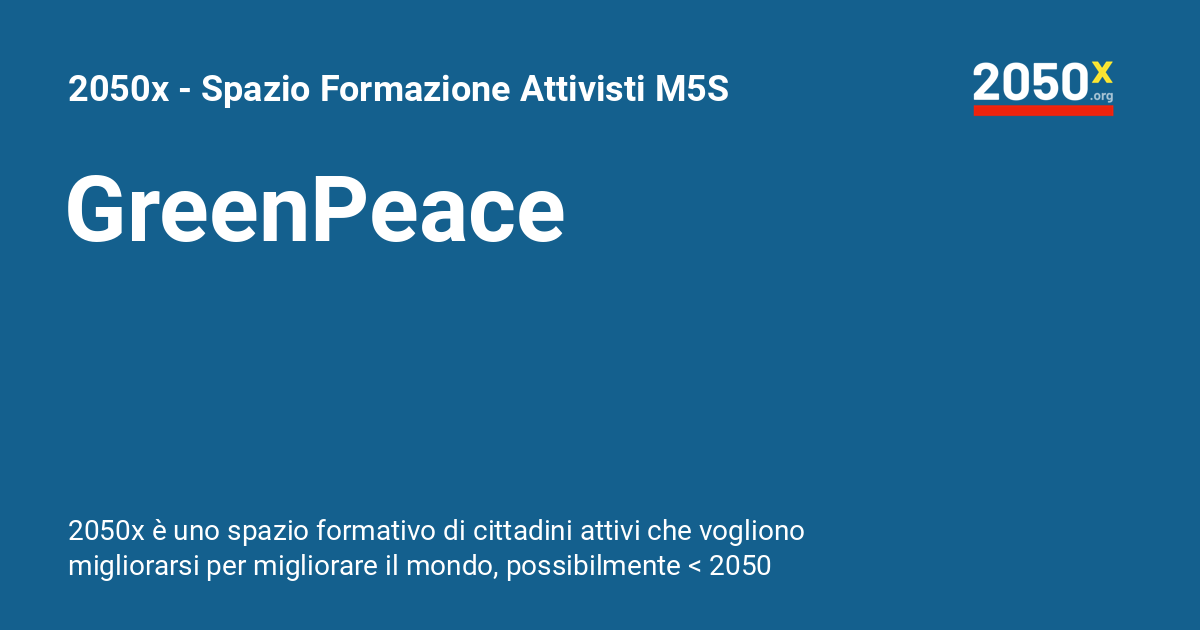 2050x - Spazio Formazione Attivisti M5S
2050x
.org
GreenPeace
2050x è uno spazio formativo di cittadini attivi che vogliono
migliorarsi per migliorare il mondo, possibilmente < 2050